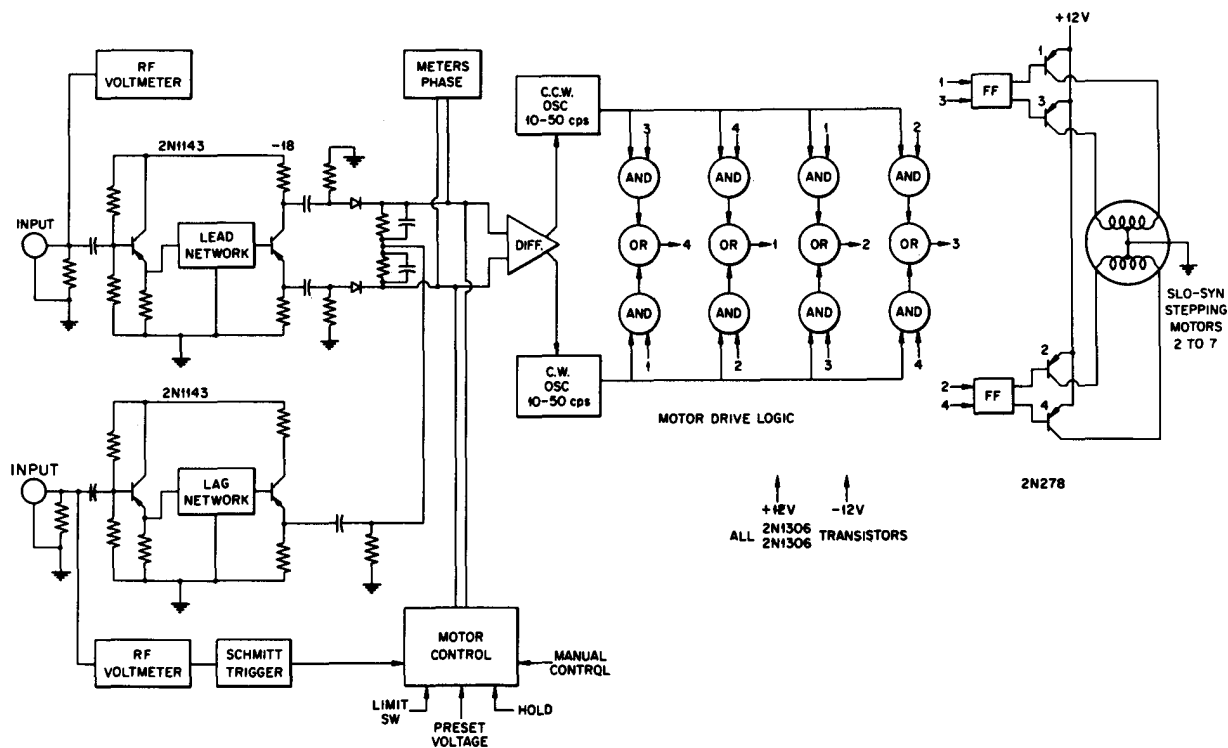 RF
VOLTMETER
METERS
PHASE
C.C.W.
OSC
10-50 cps
+12V
2N1143
-18
INPUT
LEAD
NETWORK
DIFF.
3
4
1
2
AND
AND
AND
AND
OR
4
OR
1
OR
2
OR
3
AND
AND
AND
AND
1
2
3
4
C.W.
OSC
10-50 cps
MOTOR DRIVE LOGIC
1
3
FF
1
3
SLO-SYN
STEPPING
MOTORS
2 TO 7
2
4
FF
2
4
2N278
+12V
-12V
ALL 2N1306 TRANSISTORS
2N1306
2N1143
INPUT
LAG
NETWORK
RF
VOLTMETER
SCHMITT
TRIGGER
MOTOR
CONTROL
MANUAL
CONTROL
LIMIT
SW
PRESET
VOLTAGE
HOLD